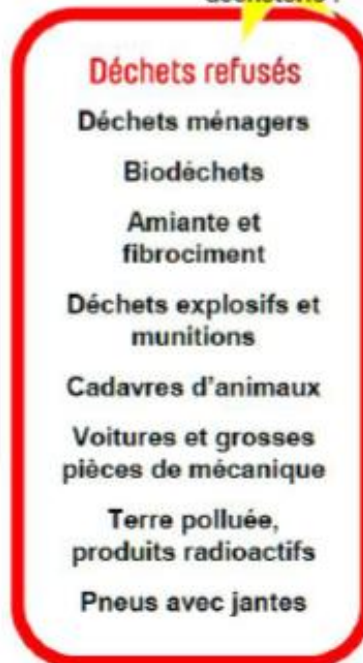 Déchets refusés
Déchets ménagers
Biodéchets
Amiante et
fibrociment
Déchets explosifs et
munitions
Cadavres d'animaux
Voitures et grosses
pièces de mécanique
Terre polluée,
produits radioactifs
Pneus avec jantes